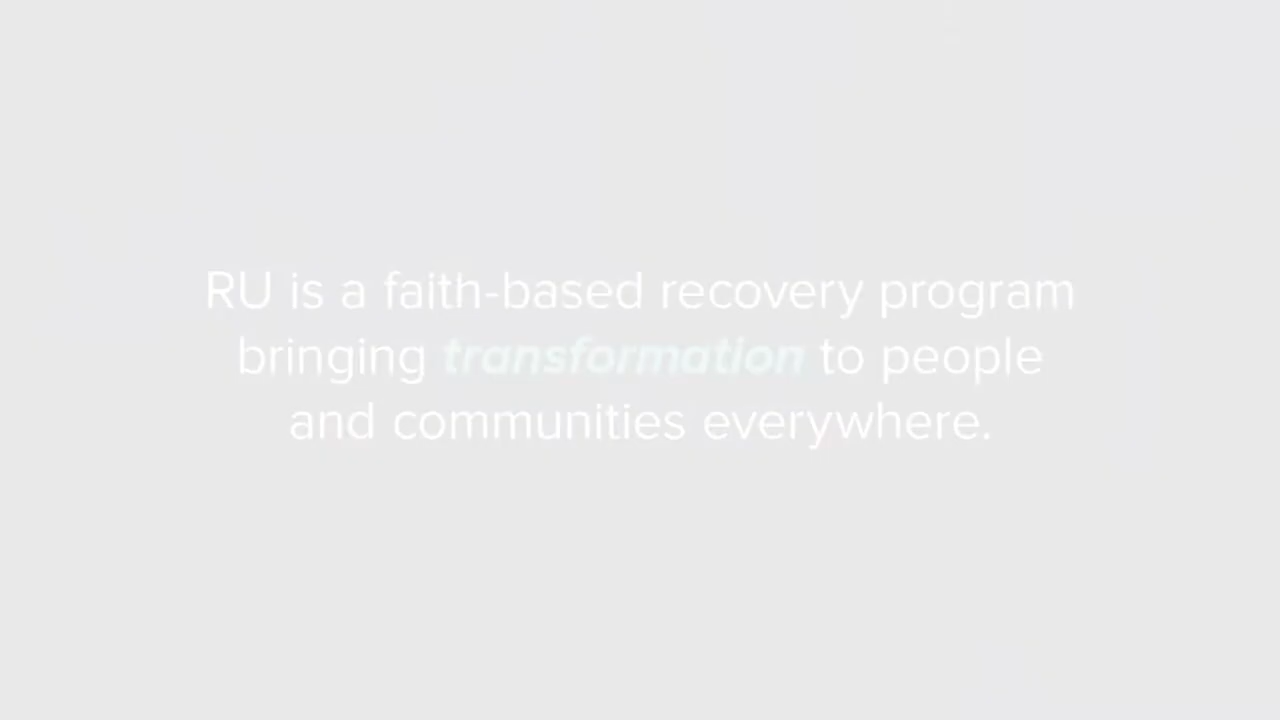 RU is a faith-based recovery program
bringing transformation to people
and communities everywhere.